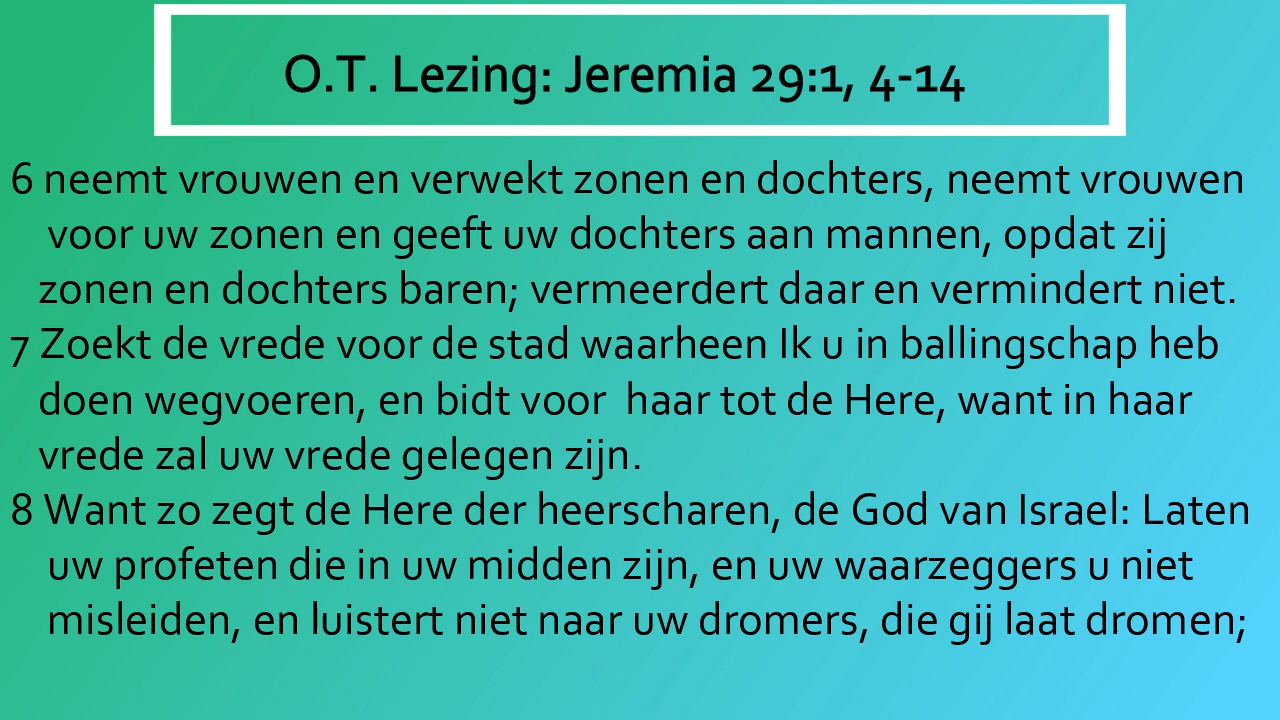 O.T. Lezing: Jeremia 29:1, 4-14
6 neemt vrouwen en verwekt zonen en dochters, neemt vrouwen
voor uw zonen en geeft uw dochters aan mannen, opdat zij
zonen en dochters baren; vermeerdert daar en vermindert niet.
7 Zoekt de vrede voor de stad waarheen Ik u in ballingschap heb
doen wegvoeren, en bidt voor  haar tot de Here, want in haar
vrede zal uw vrede gelegen zijn.
8 Want zo zegt de Here der heerscharen, de God van Israel: Laten
uw profeten die in uw midden zijn, en uw waarzeggers u niet
misleiden, en luistert niet naar uw dromers, die gij laat dromen;